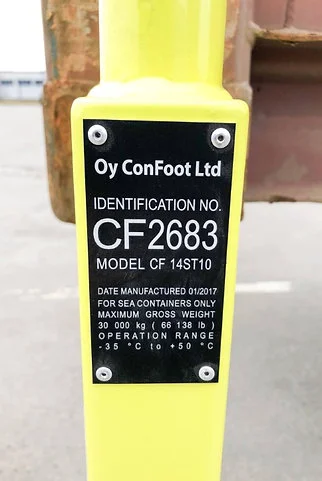 Oy ConFoot Ltd
IDENTIFICATION NO.
CF2683
MODEL CF 14ST10
DATE MANUFACTURED 01/2017
FOR SEA CONTAINERS ONLY
MAXIMUM GROSS WEIGHT
30 000 kg ( 66 138 lb )
OPERATION RANGE
-35 °C to +50 °C